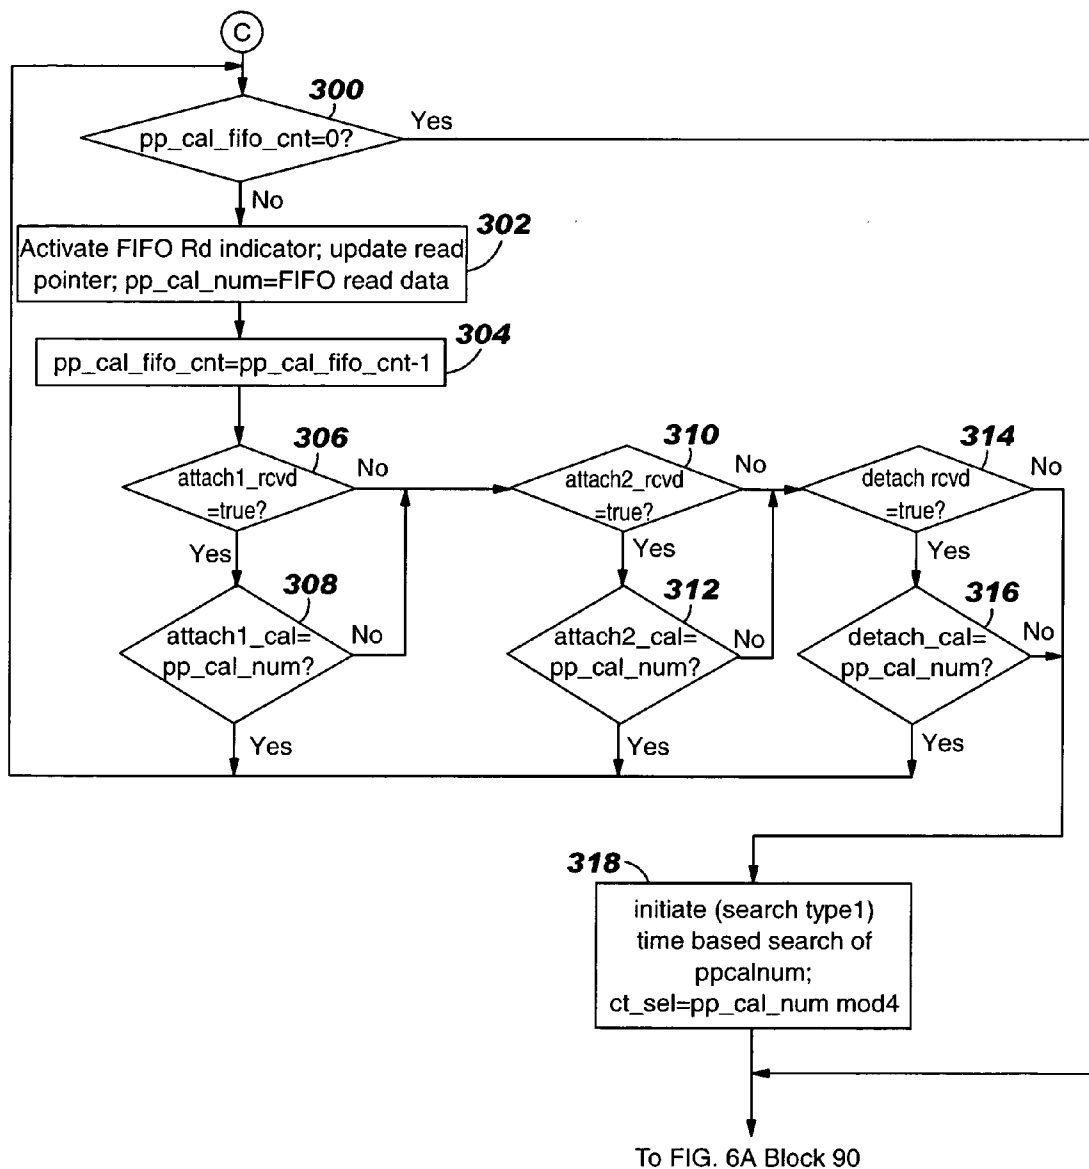 C
300
pp_cal_fifo_cnt=0?
Yes
No
302
Activate FIFO Rd indicator; update read
pointer; pp_cal_num=FIFO read data
304
pp_cal_fifo_cnt=pp_cal_fifo_cnt-1
306
attach1_rcvd
=true?
No
Yes
310
attach2_rcvd
=true?
No
Yes
314
detach rcvd
=true?
No
Yes
308
attach1_cal=
pp_cal_num?
No
Yes
312
attach2_cal=
pp_cal_num?
No
Yes
316
detach_cal=
pp_cal_num?
No
Yes
318
initiate (search type1)
time based search of
ppcalnum;
ct_sel=pp_cal_num mod4
To FIG. 6A Block 90